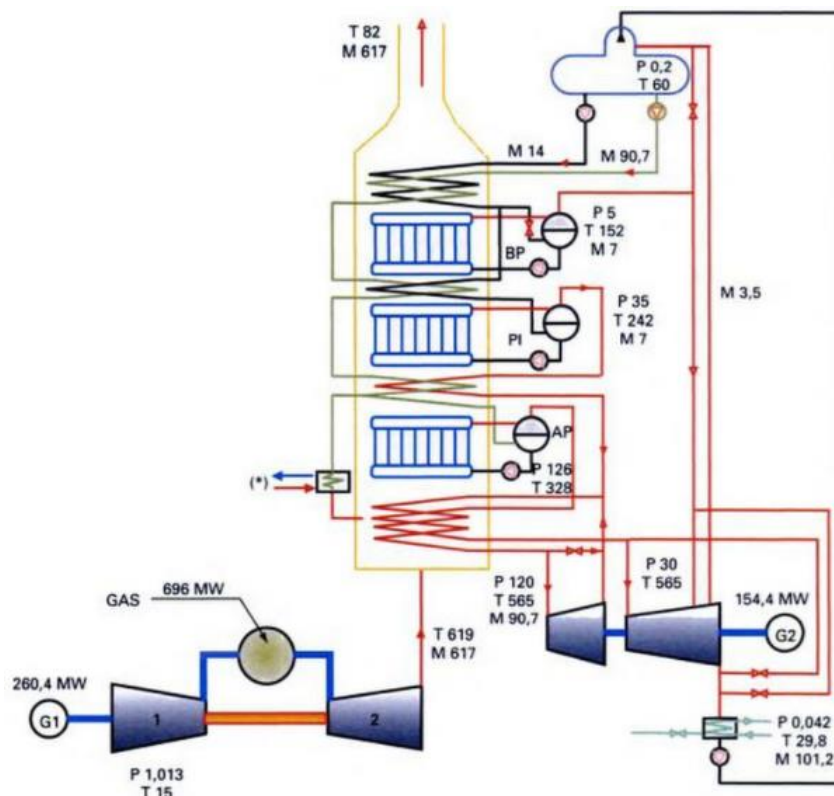 T 82
M 617
P 0,2
T 60
M 14
M 90,7
P 5
T 152
M 7
BP
M 3,5
P 35
T 242
M 7
PI
AP
P 126
T 328
(*)
P 120
T 565
M 90,7
P 30
T 565
696 MW
GAS
154,4 MW
G2
T 619
M 617
260,4 MW
G1
1
2
P 0,042
T 29,8
M 101,2
P 1,013
T 15